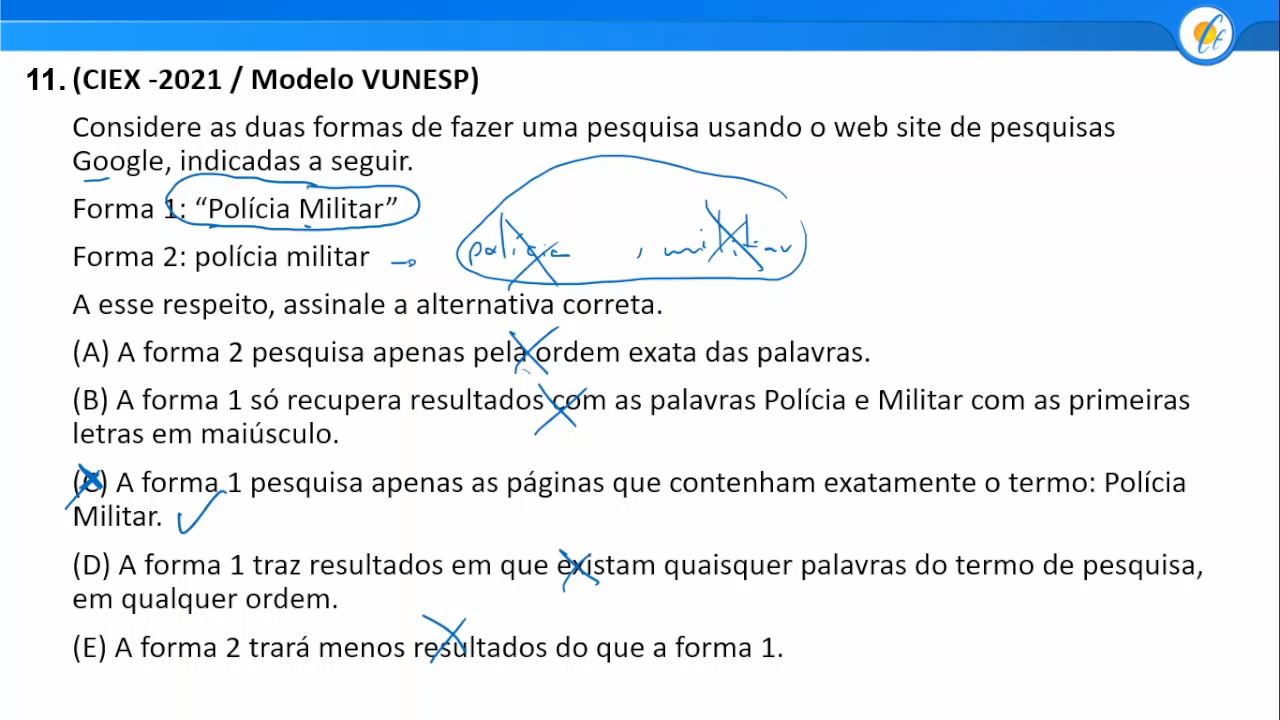 11. (CIEX -2021 / Modelo VUNESP)
Considere as duas formas de fazer uma pesquisa usando o web site de pesquisas
Google, indicadas a seguir.
Forma 1: “Polícia Militar”
Forma 2: polícia militar
policia , militar
A esse respeito, assinale a alternativa correta.
(A) A forma 2 pesquisa apenas pela ordem exata das palavras.
(B) A forma 1 só recupera resultados com as palavras Polícia e Militar com as primeiras
letras em maiúsculo.
(C) A forma 1 pesquisa apenas as páginas que contenham exatamente o termo: Polícia
Militar.
(D) A forma 1 traz resultados em que existam quaisquer palavras do termo de pesquisa,
em qualquer ordem.
(E) A forma 2 trará menos resultados do que a forma 1.